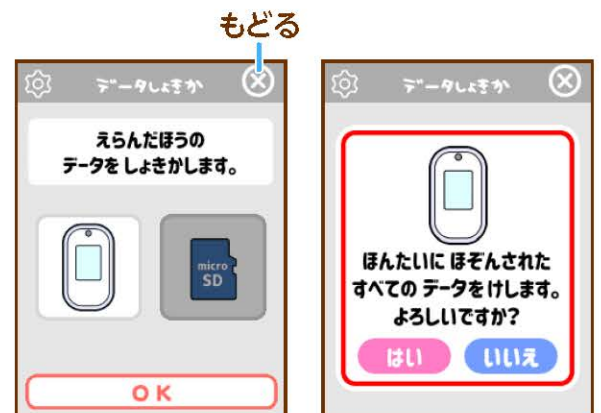 もどる
データしょきか
えらんだほうの
データを しょきかします。
micro
SD
OK
データしょきか
ほんたいに ほぞんされた
すべての データをけします。
よろしいですか?
はい
いいえ